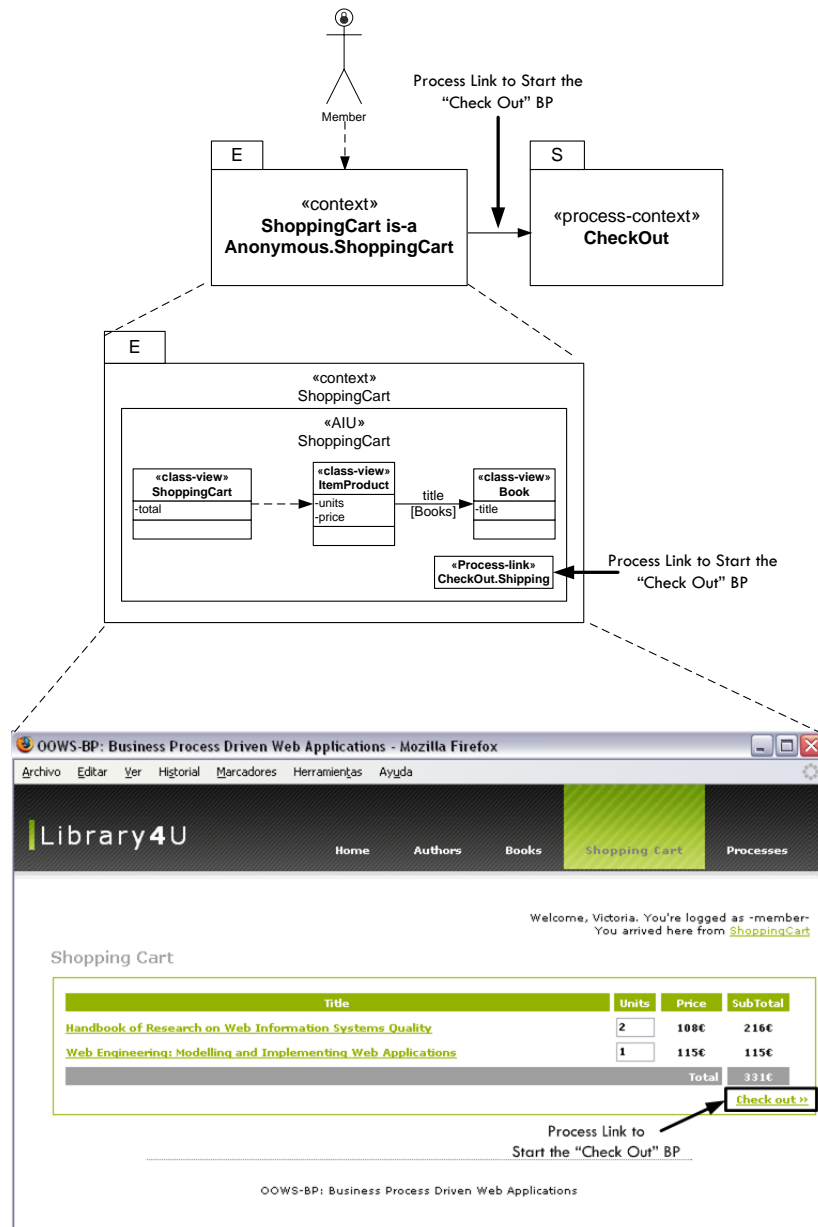 Process Link to Start the
“Check Out” BP
Member
E
S
«context»
ShoppingCart is-a
Anonymous.ShoppingCart
«process-context»
CheckOut
E
«context»
ShoppingCart
«AIU»
ShoppingCart
«class-view»
ShoppingCart
-total
«class-view»
ItemProduct
-units
-price
title
[Books]
«class-view»
Book
-title
«Process-link»
CheckOut.Shipping
Process Link to Start the
“Check Out” BP
OOWS-BP: Business Process Driven Web Applications - Mozilla Firefox
Archivo Editar Ver Historial Marcadores Herramientas Ayuda
Library4U
Home Authors Books Shopping Cart Processes
Welcome, Victoria. You're logged as -member-
You arrived here from ShoppingCart
Shopping Cart
Title Units Price SubTotal
Handbook of Research on Web Information Systems Quality 2 108€ 216€
Web Engineering: Modelling and Implementing Web Applications 1 115€ 115€
Total 331€
Check out »
Process Link to
Start the “Check Out” BP
OOWS-BP: Business Process Driven Web Applications